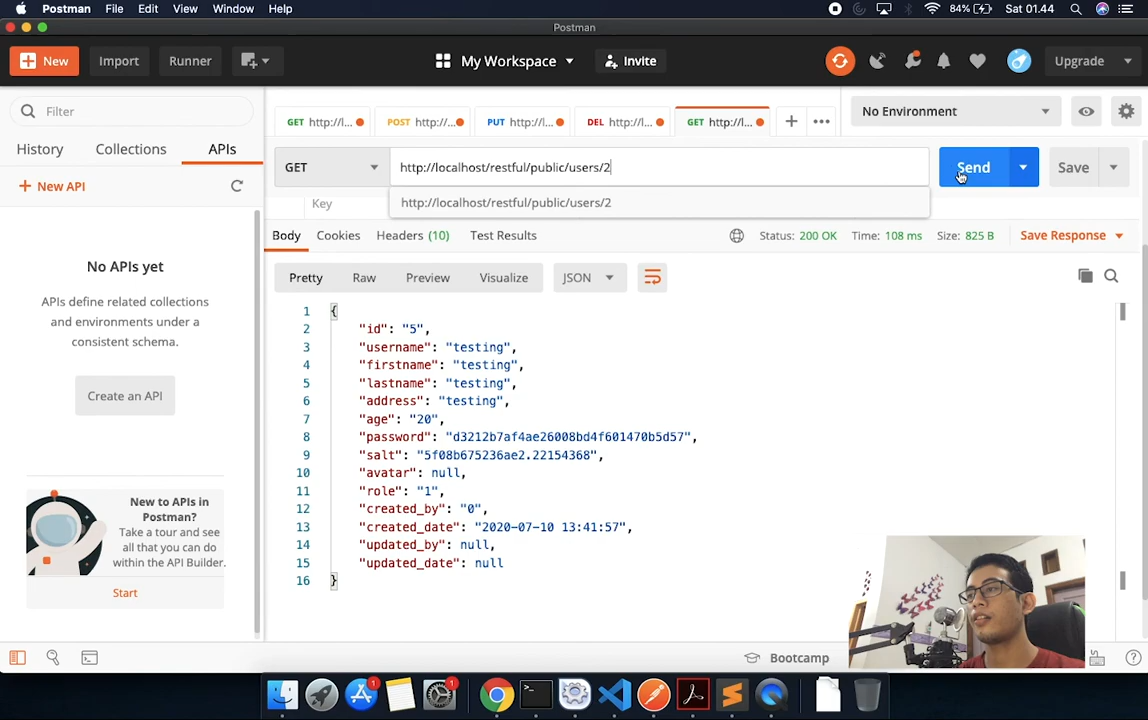 Postman File Edit View Window Help 84% Sat 01.44
Postman
New Import Runner My Workspace Invite Upgrade
Filter
History Collections APIs
+ New API
No APIs yet
APIs define related collections
and environments under a
consistent schema.
Create an API
New to APIs in
Postman?
Take a tour and see
all that you can do
within the API Builder.
Start
GET http://l... POST http://... PUT http://l... DEL http://l... GET http://l... + ••• No Environment
GET http://localhost/restful/public/users/2 Send Save
http://localhost/restful/public/users/2
Key
Body Cookies Headers (10) Test Results Status: 200 OK Time: 108 ms Size: 825 B Save Response
Pretty Raw Preview Visualize JSON
1 {
2 "id": "5",
3 "username": "testing",
4 "firstname": "testing",
5 "lastname": "testing",
6 "address": "testing",
7 "age": "20",
8 "password": "d3212b7af4ae26008bd4f601470b5d57",
9 "salt": "5f08b675236ae2.22154368",
10 "avatar": null,
11 "role": "1",
12 "created_by": "0",
13 "created_date": "2020-07-10 13:41:57",
14 "updated_by": null,
15 "updated_date": null
16 }
Bootcamp
1
1